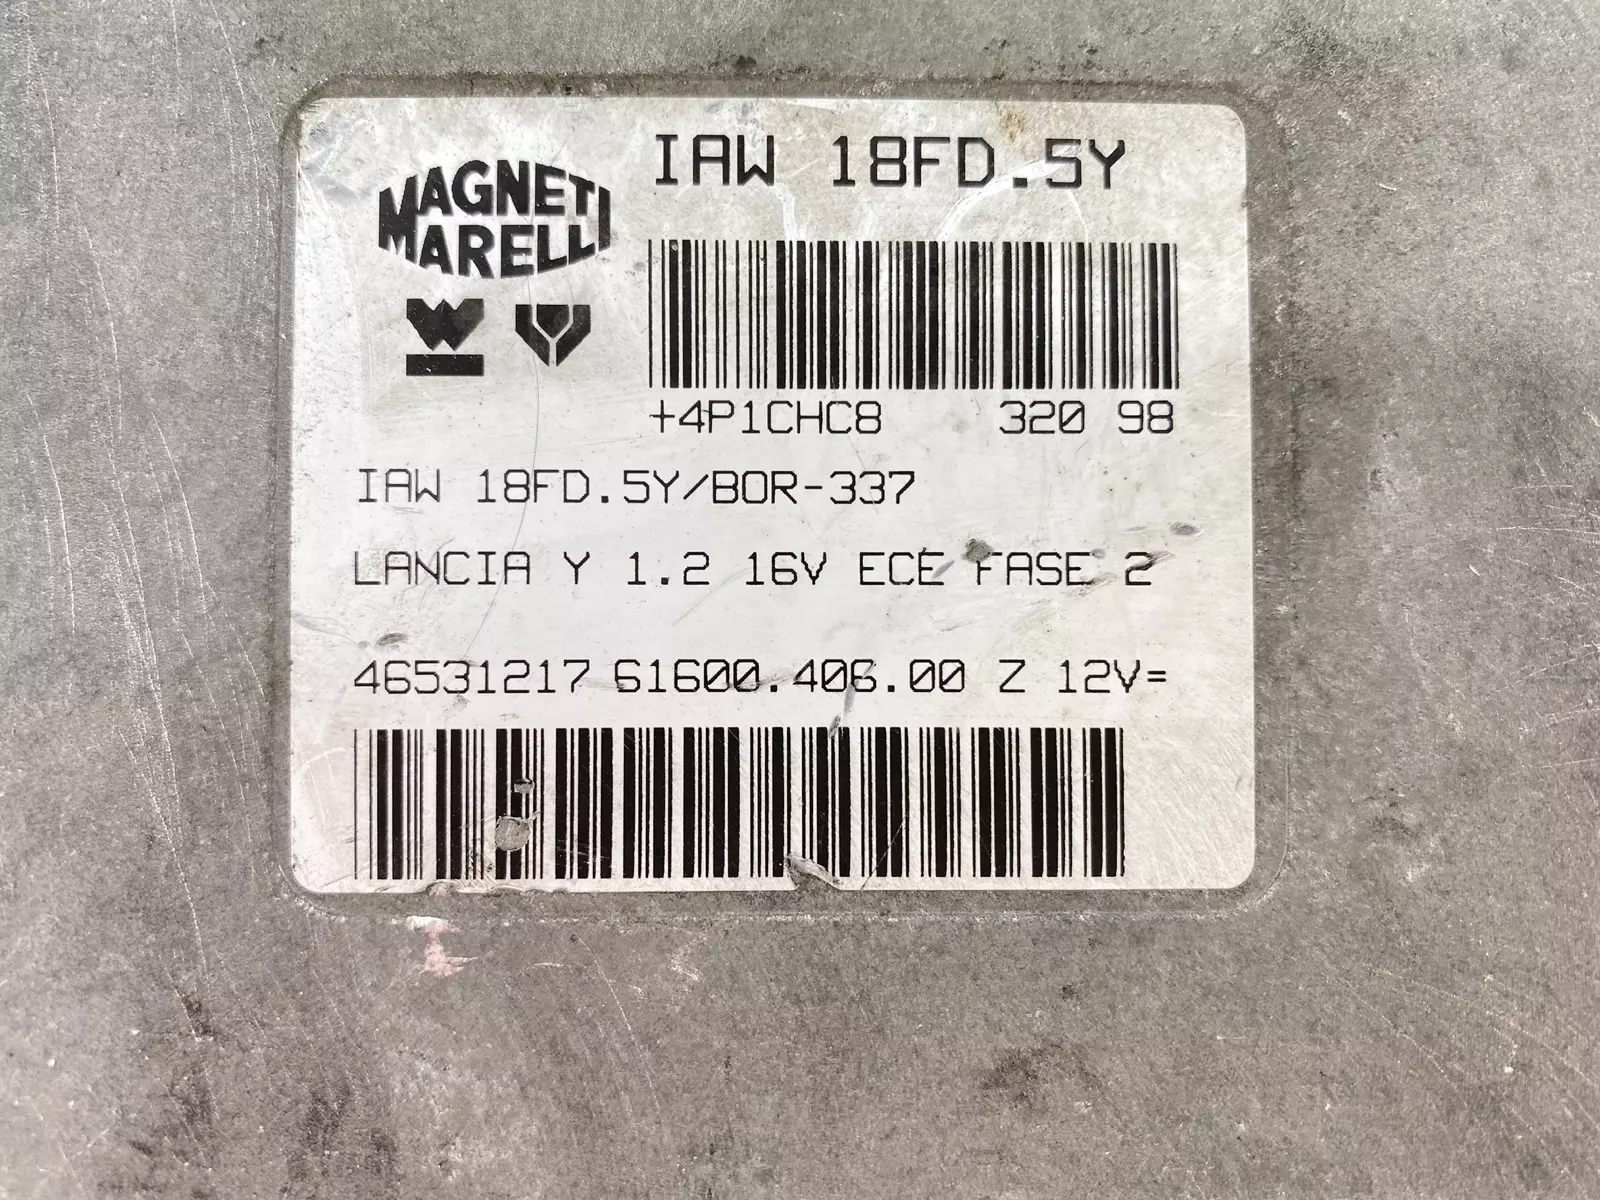 MAGNETI
MARELLI
IAW 18FD.5Y
+4P1CHC8 320 98
IAW 18FD.5Y/BOR-337
LANCIA Y 1.2 16V ECE FASE 2
46531217 61600.406.00 Z 12V=